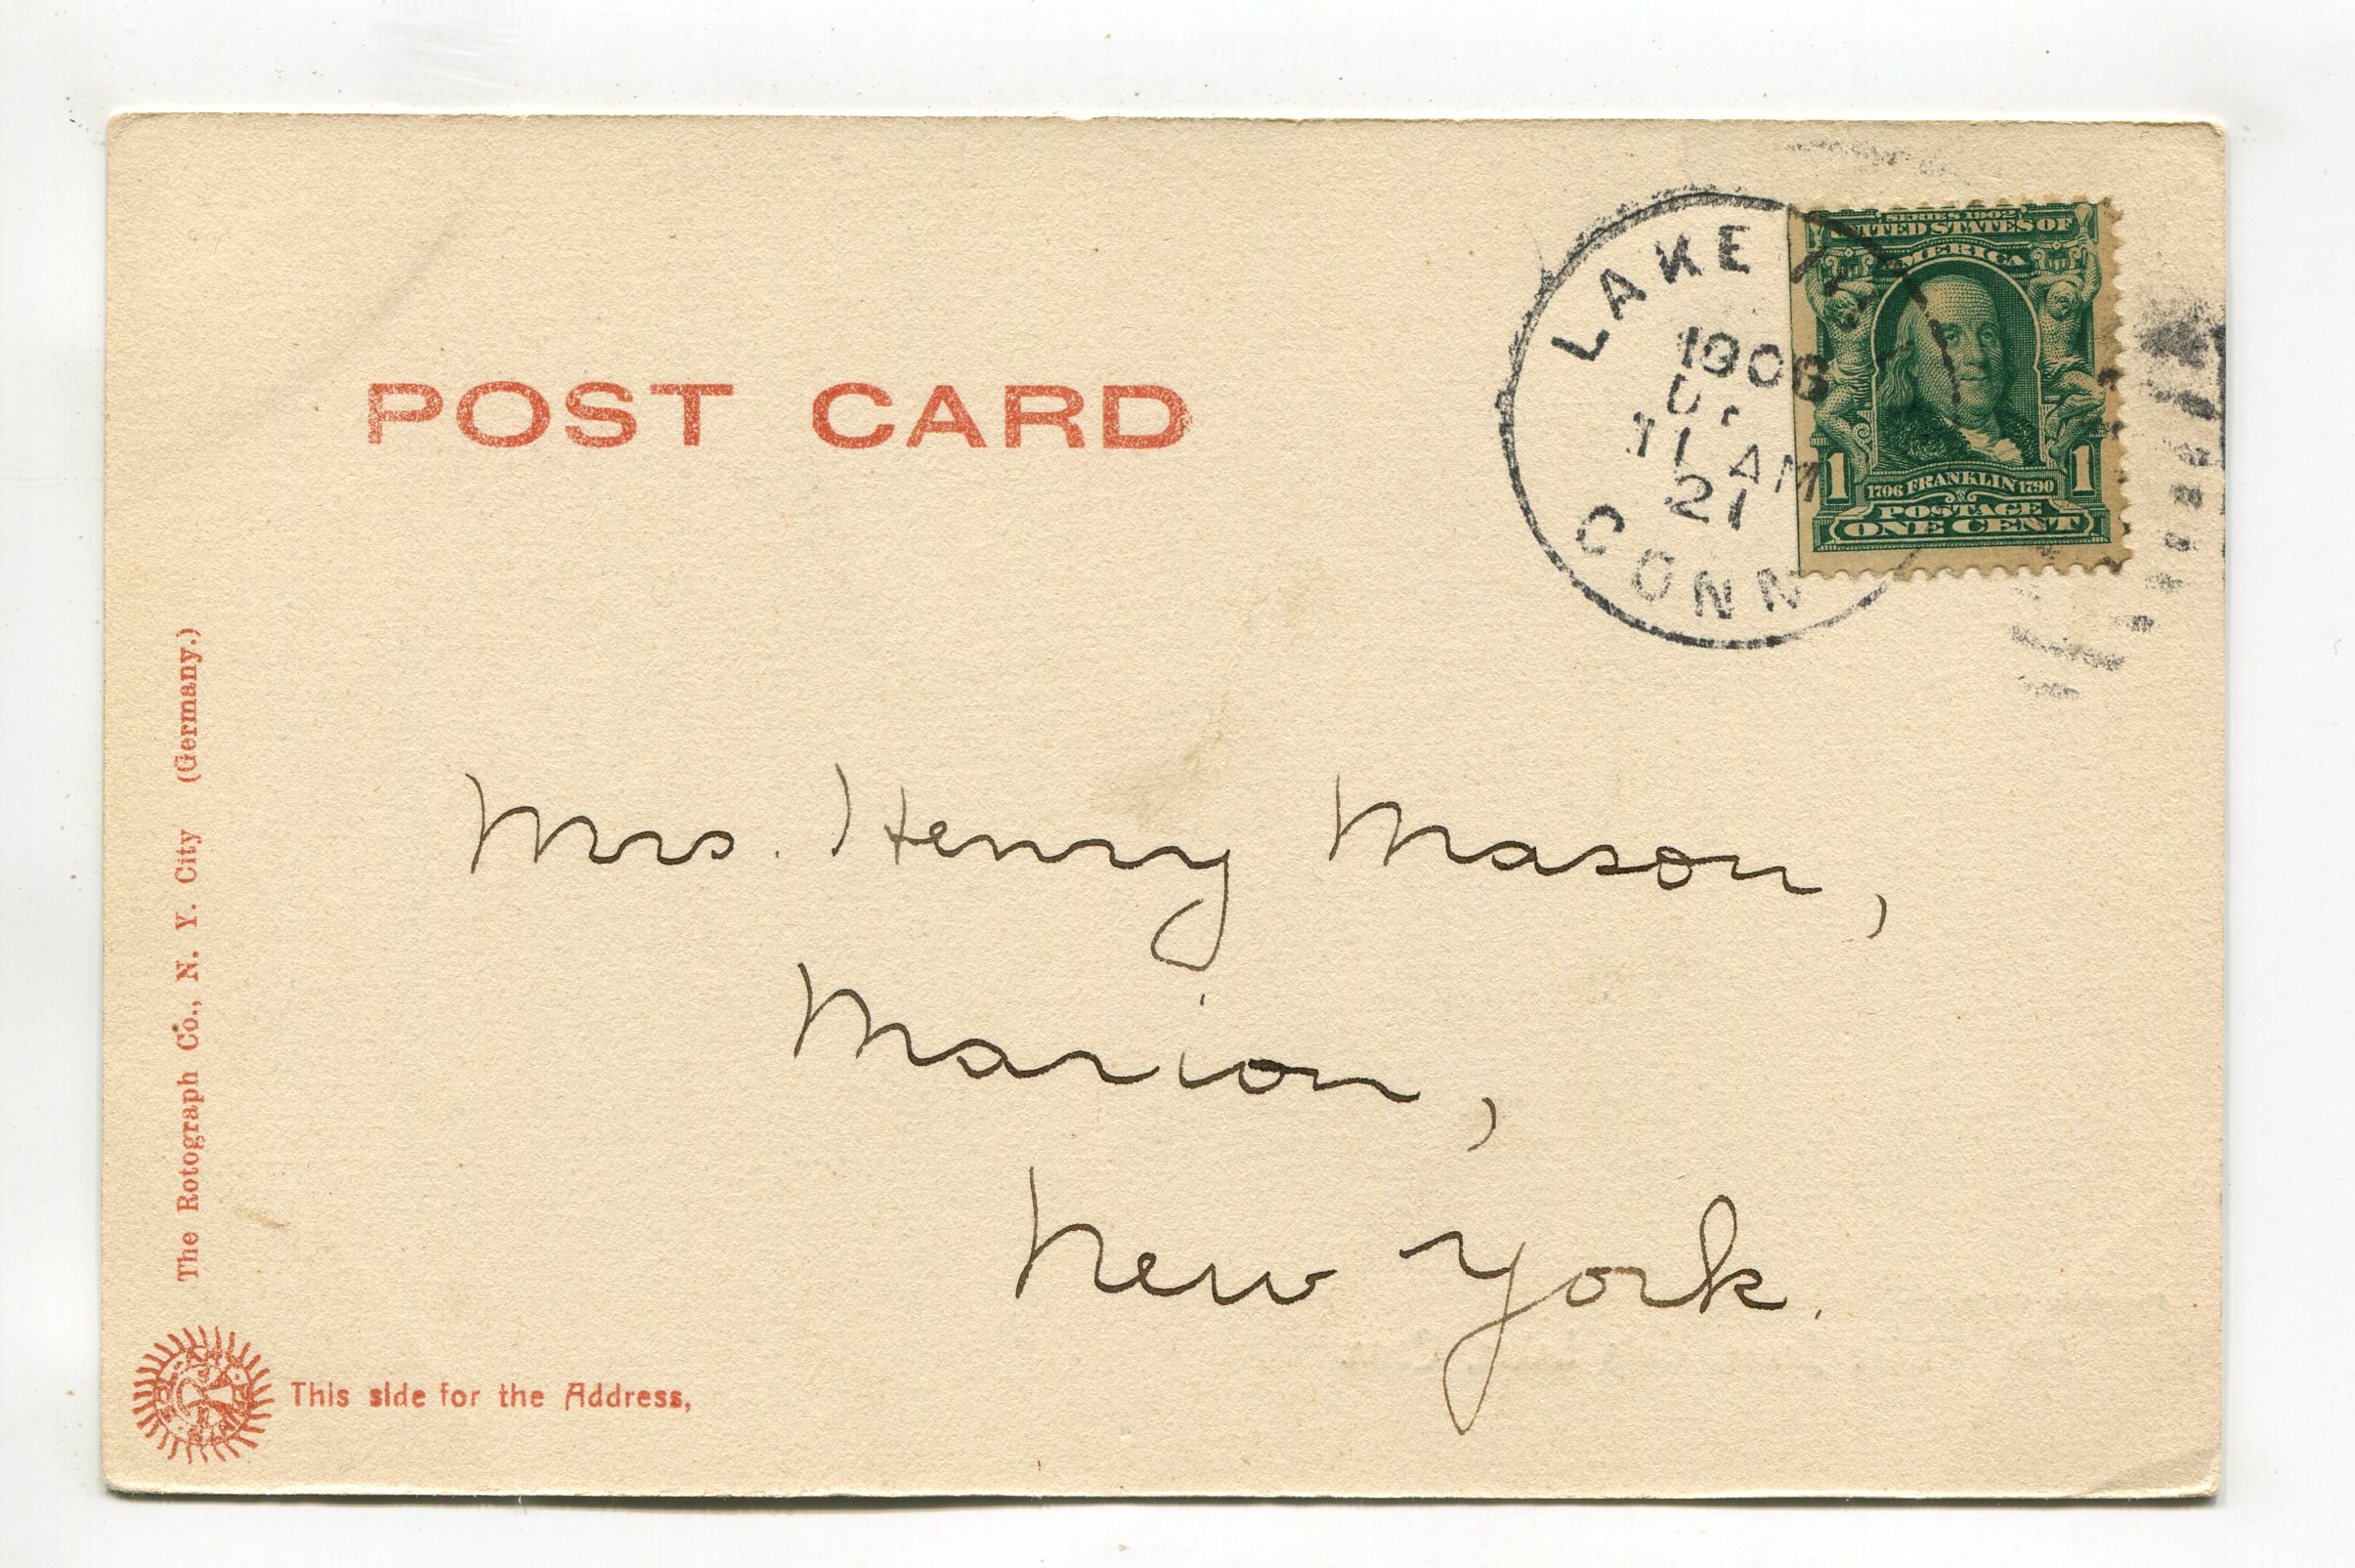 POST CARD
LAKE
1906
11 AM
21
CONN
SERIES 1902
UNITED STATES OF
AMERICA
1 1
1706 FRANKLIN 1790
POSTAGE
ONE CENT
Mrs. Henry Mason,
Marion,
New York.
The Rotograph Co., N. Y. City (Germany.)
This side for the Address,